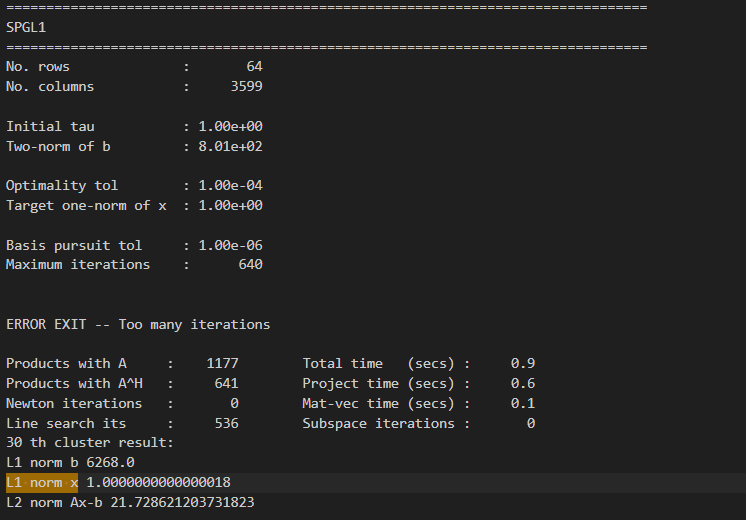 ================================================================================
SPGL1
================================================================================
No. rows              :       64
No. columns           :     3599

Initial tau           : 1.00e+00
Two-norm of b         : 8.01e+02

Optimality tol        : 1.00e-04
Target one-norm of x  : 1.00e+00

Basis pursuit tol     : 1.00e-06
Maximum iterations    :      640

ERROR EXIT -- Too many iterations

Products with A     :    1177        Total time   (secs) :     0.9
Products with A^H   :     641        Project time (secs) :     0.6
Newton iterations   :       0        Mat-vec time (secs) :     0.1
Line search its     :     536        Subspace iterations :       0
30 th cluster result:
L1 norm b 6268.0
L1 norm x 1.0000000000000018
L2 norm Ax-b 21.728621203731823